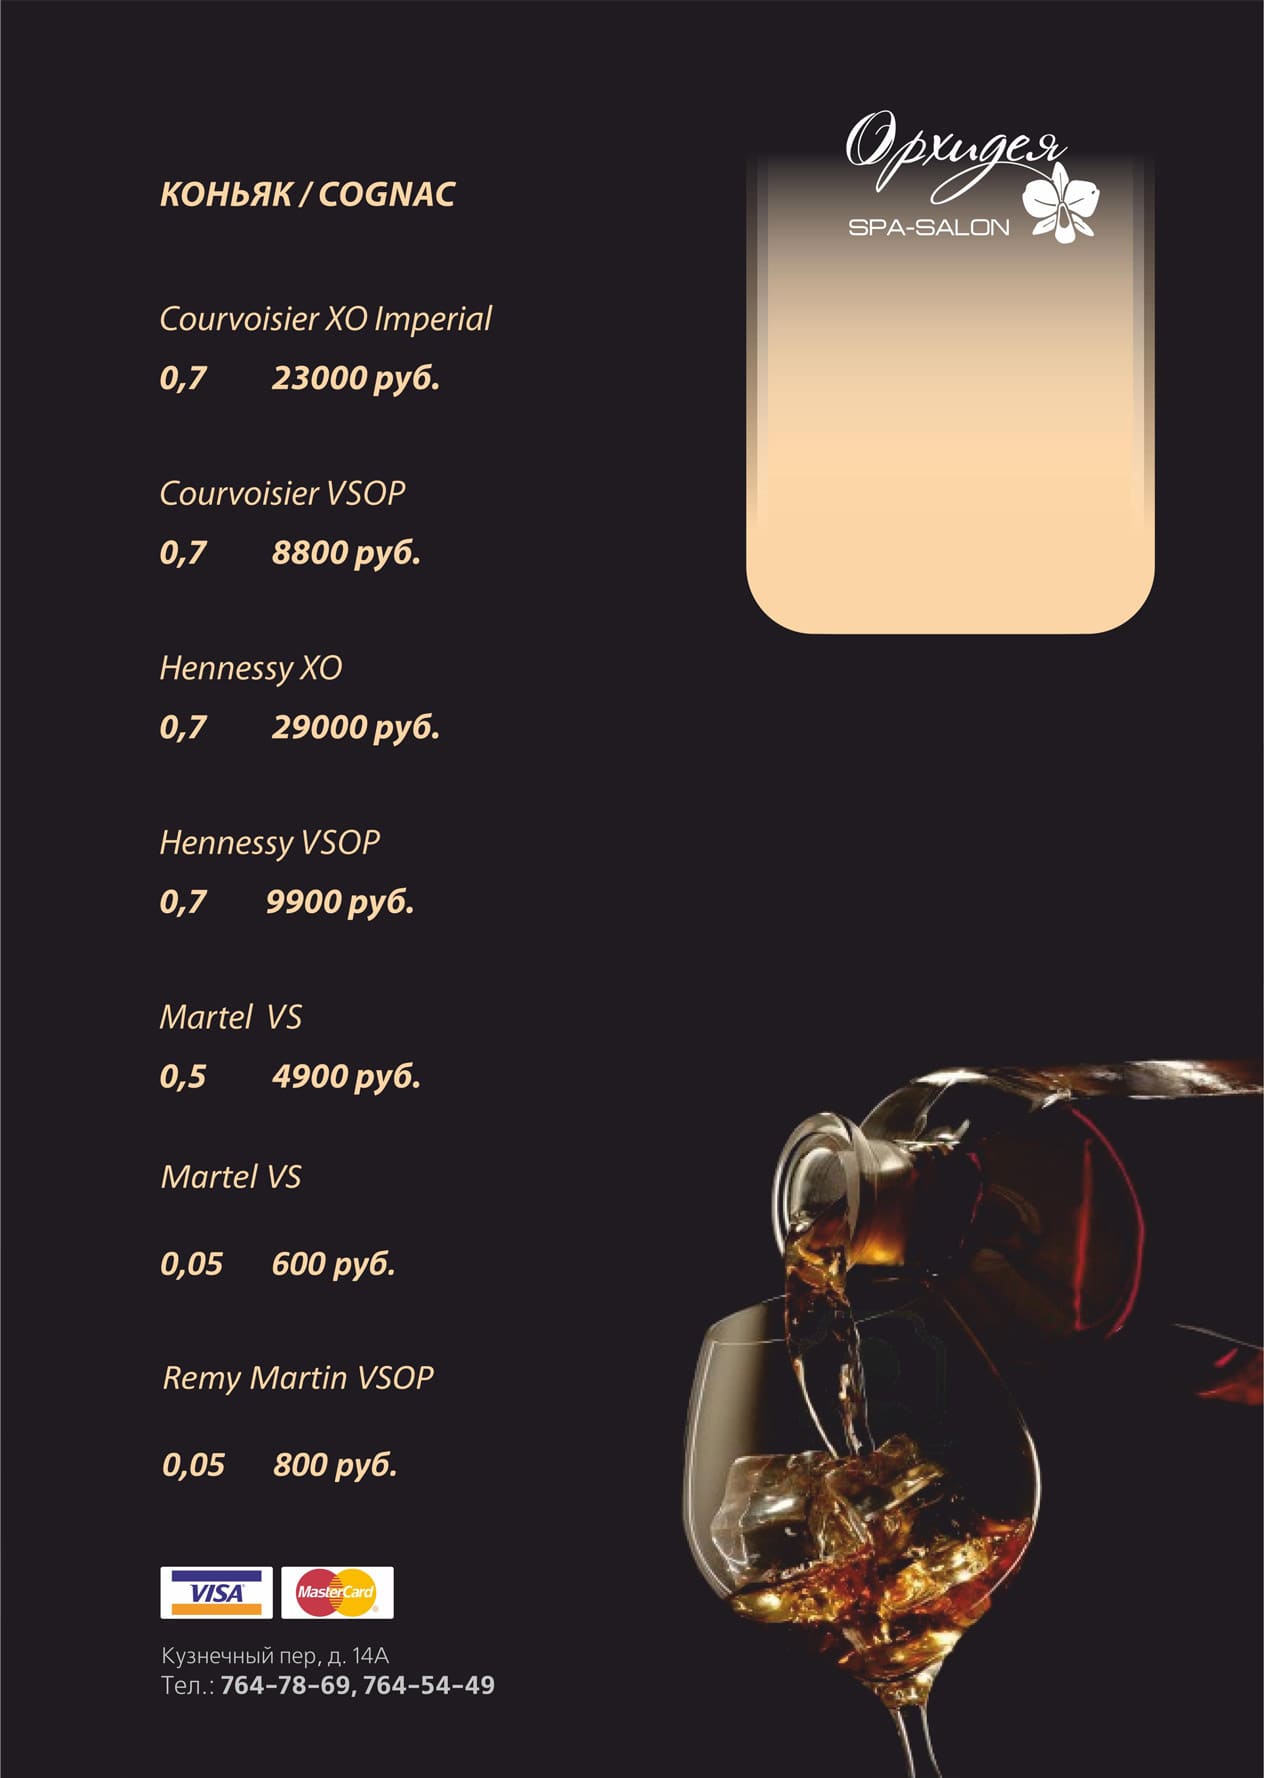 Орхидея
SPA-SALON
КОНЬЯК / COGNAC
Courvoisier XO Imperial
0,7 23000 руб.
Courvoisier VSOP
0,7 8800 руб.
Hennessy XO
0,7 29000 руб.
Hennessy VSOP
0,7 9900 руб.
Martel VS
0,5 4900 руб.
Martel VS
0,05 600 руб.
Remy Martin VSOP
0,05 800 руб.
VISA MasterCard
Кузнечный пер, д. 14А
Тел.: 764-78-69, 764-54-49